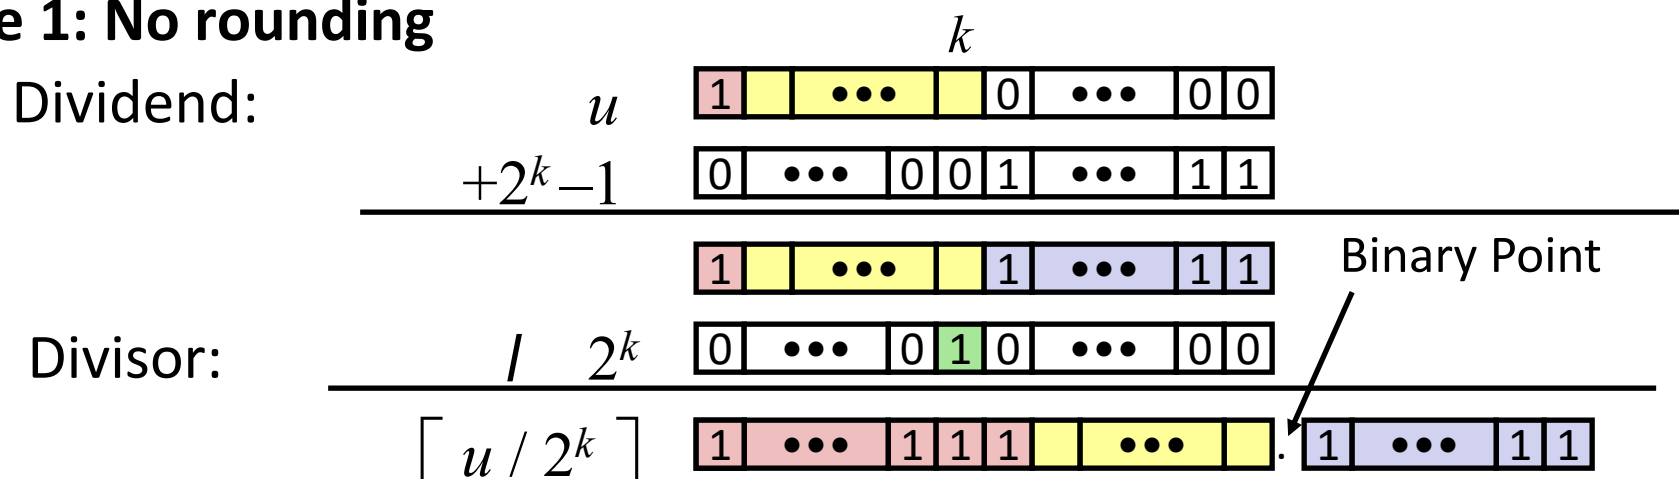 e 1: No rounding
k
Dividend: u 1 ••• 0 ••• 0 0
+2^k –1 0 ••• 0 0 1 ••• 1 1
1 ••• 1 ••• 1 1
Binary Point
Divisor: / 2^k 0 ••• 0 1 0 ••• 0 0
⌈ u / 2^k ⌉ 1 ••• 1 1 1 ••• . 1 ••• 1 1